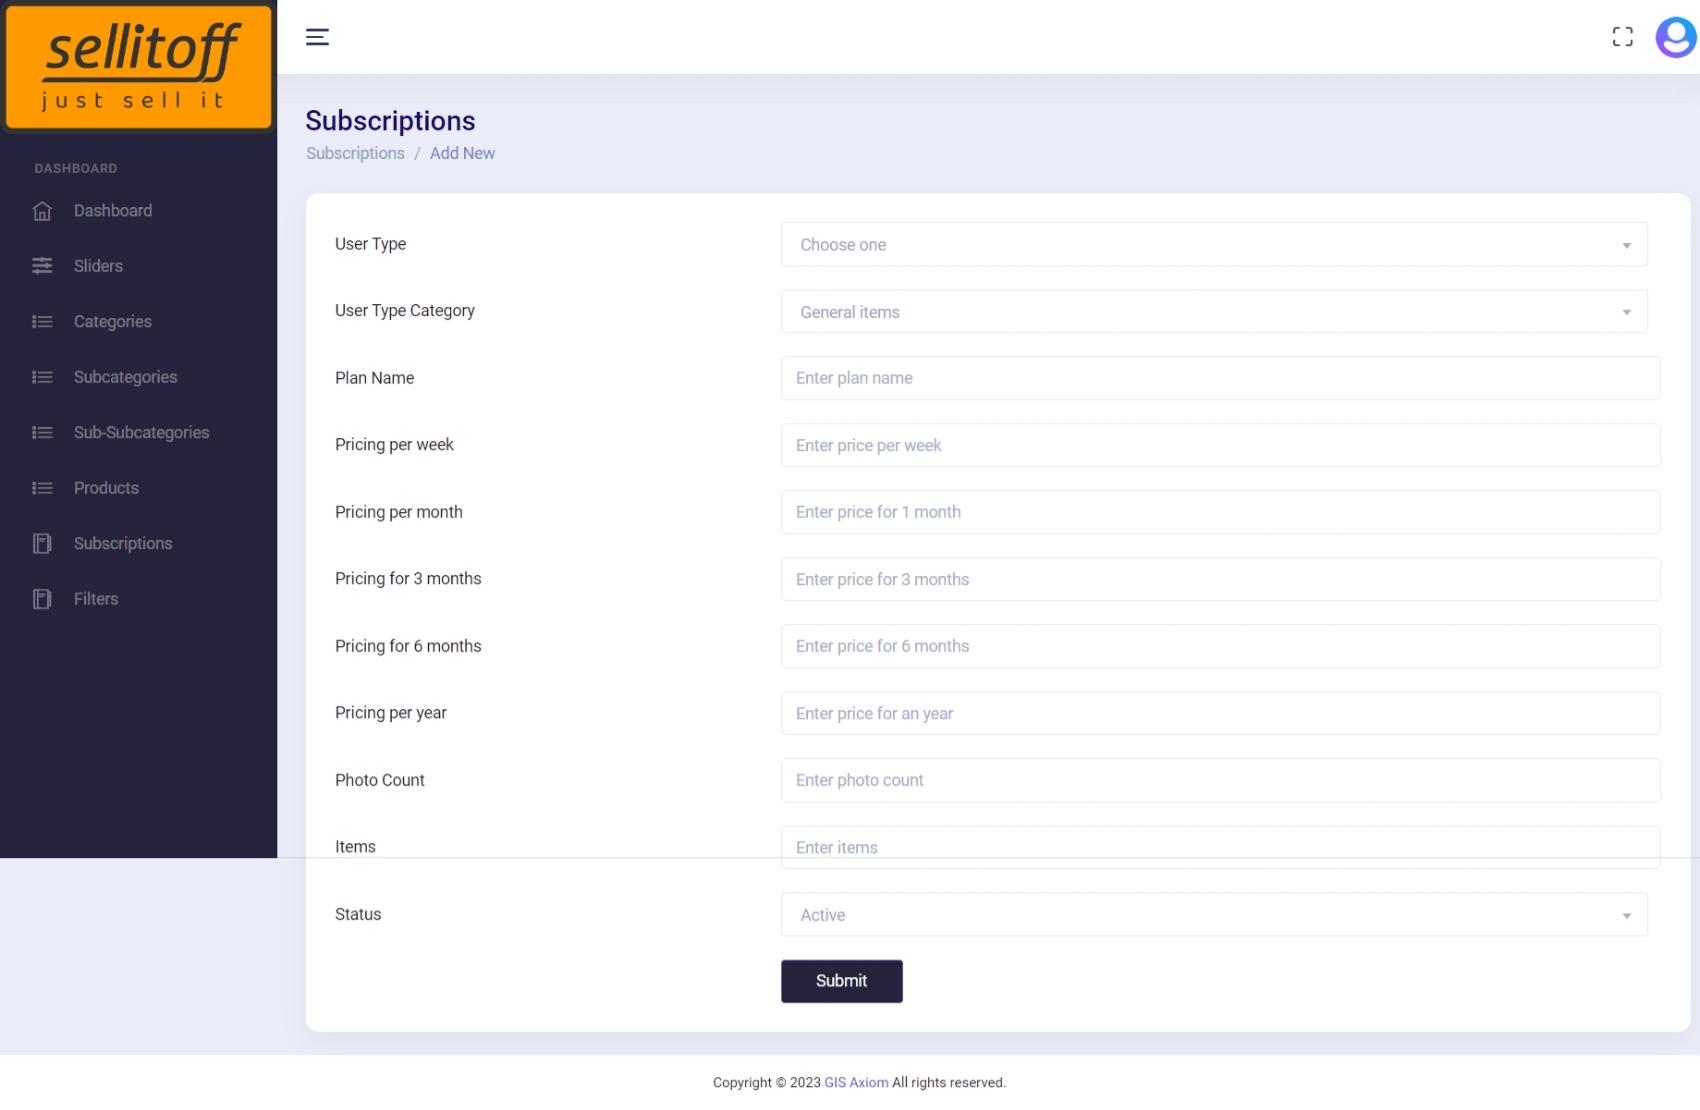 sellitoff
just sell it
DASHBOARD
Dashboard
Sliders
Categories
Subcategories
Sub-Subcategories
Products
Subscriptions
Filters
Subscriptions
Subscriptions / Add New
User Type
Choose one
User Type Category
General items
Plan Name
Enter plan name
Pricing per week
Enter price per week
Pricing per month
Enter price for 1 month
Pricing for 3 months
Enter price for 3 months
Pricing for 6 months
Enter price for 6 months
Pricing per year
Enter price for an year
Photo Count
Enter photo count
Items
Enter items
Status
Active
Submit
Copyright © 2023 GIS Axiom All rights reserved.